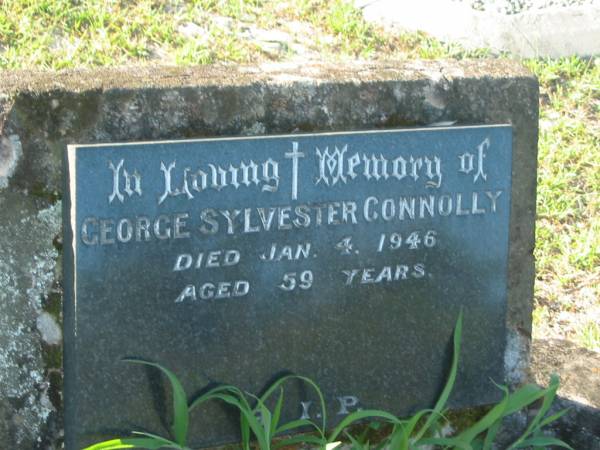 In Loving Memory of
GEORGE SYLVESTER CONNOLLY
DIED JAN. 4, 1946
AGED 59 YEARS.
I. P.